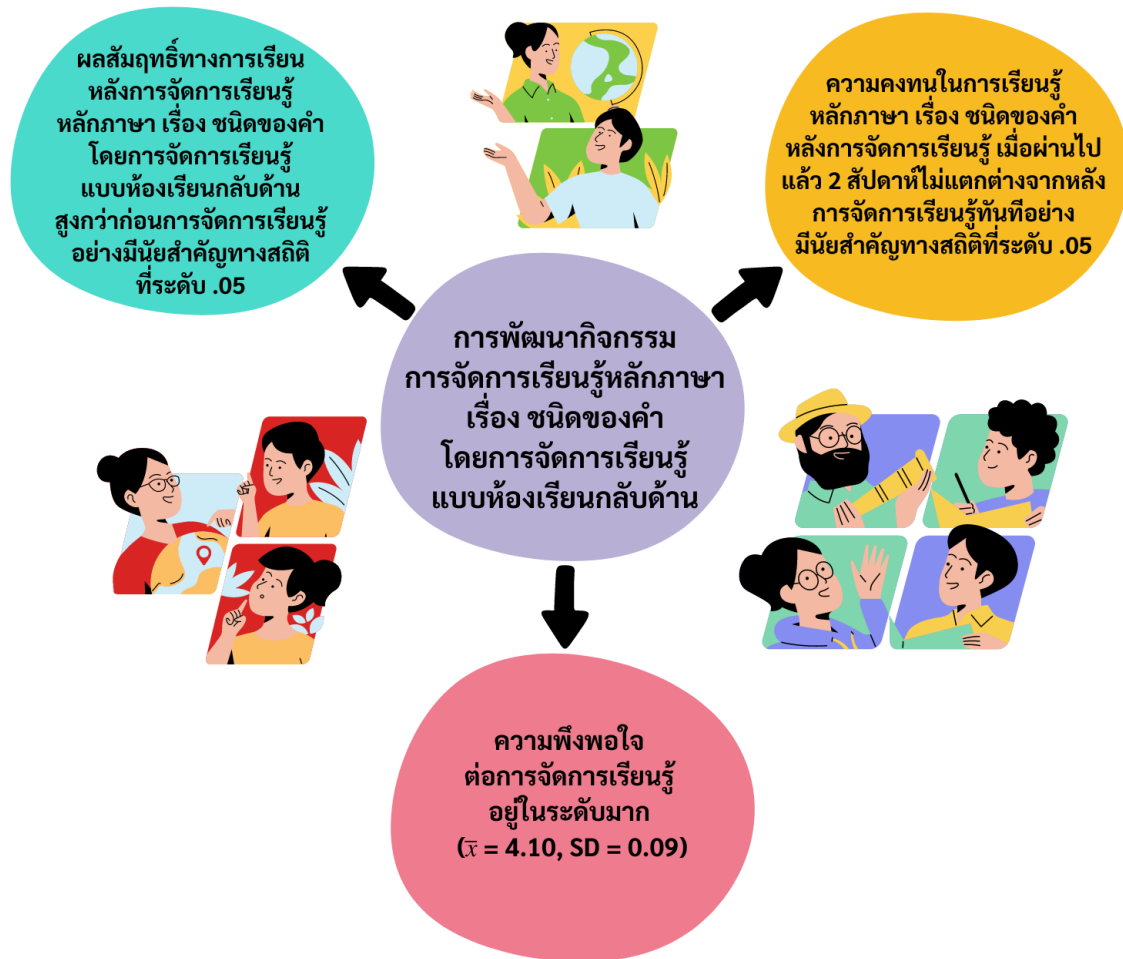 ผลสัมฤทธิ์ทางการเรียน
หลังการจัดการเรียนรู้
หลักภาษา เรื่อง ชนิดของคำ
โดยการจัดการเรียนรู้
แบบห้องเรียนกลับด้าน
สูงกว่าก่อนการจัดการเรียนรู้
อย่างมีนัยสำคัญทางสถิติ
ที่ระดับ .05
ความคงทนในการเรียนรู้
หลักภาษา เรื่อง ชนิดของคำ
หลังการจัดการเรียนรู้ เมื่อผ่านไป
แล้ว 2 สัปดาห์ไม่แตกต่างจากหลัง
การจัดการเรียนรู้ทันทีอย่าง
มีนัยสำคัญทางสถิติที่ระดับ .05
การพัฒนากิจกรรม
การจัดการเรียนรู้หลักภาษา
เรื่อง ชนิดของคำ
โดยการจัดการเรียนรู้
แบบห้องเรียนกลับด้าน
ความพึงพอใจ
ต่อการจัดการเรียนรู้
อยู่ในระดับมาก
(x̅ = 4.10, SD = 0.09)